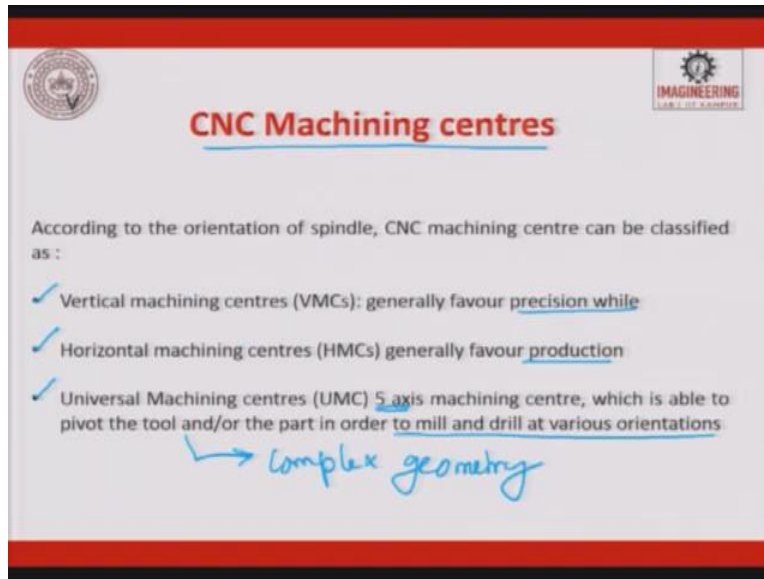 IMAGINEERING
LAB | IIT KANPUR
CNC Machining centres
According to the orientation of spindle, CNC machining centre can be classified
as :
Vertical machining centres (VMCs): generally favour precision while
Horizontal machining centres (HMCs) generally favour production
Universal Machining centres (UMC) 5 axis machining centre, which is able to
pivot the tool and/or the part in order to mill and drill at various orientations
complex geometry